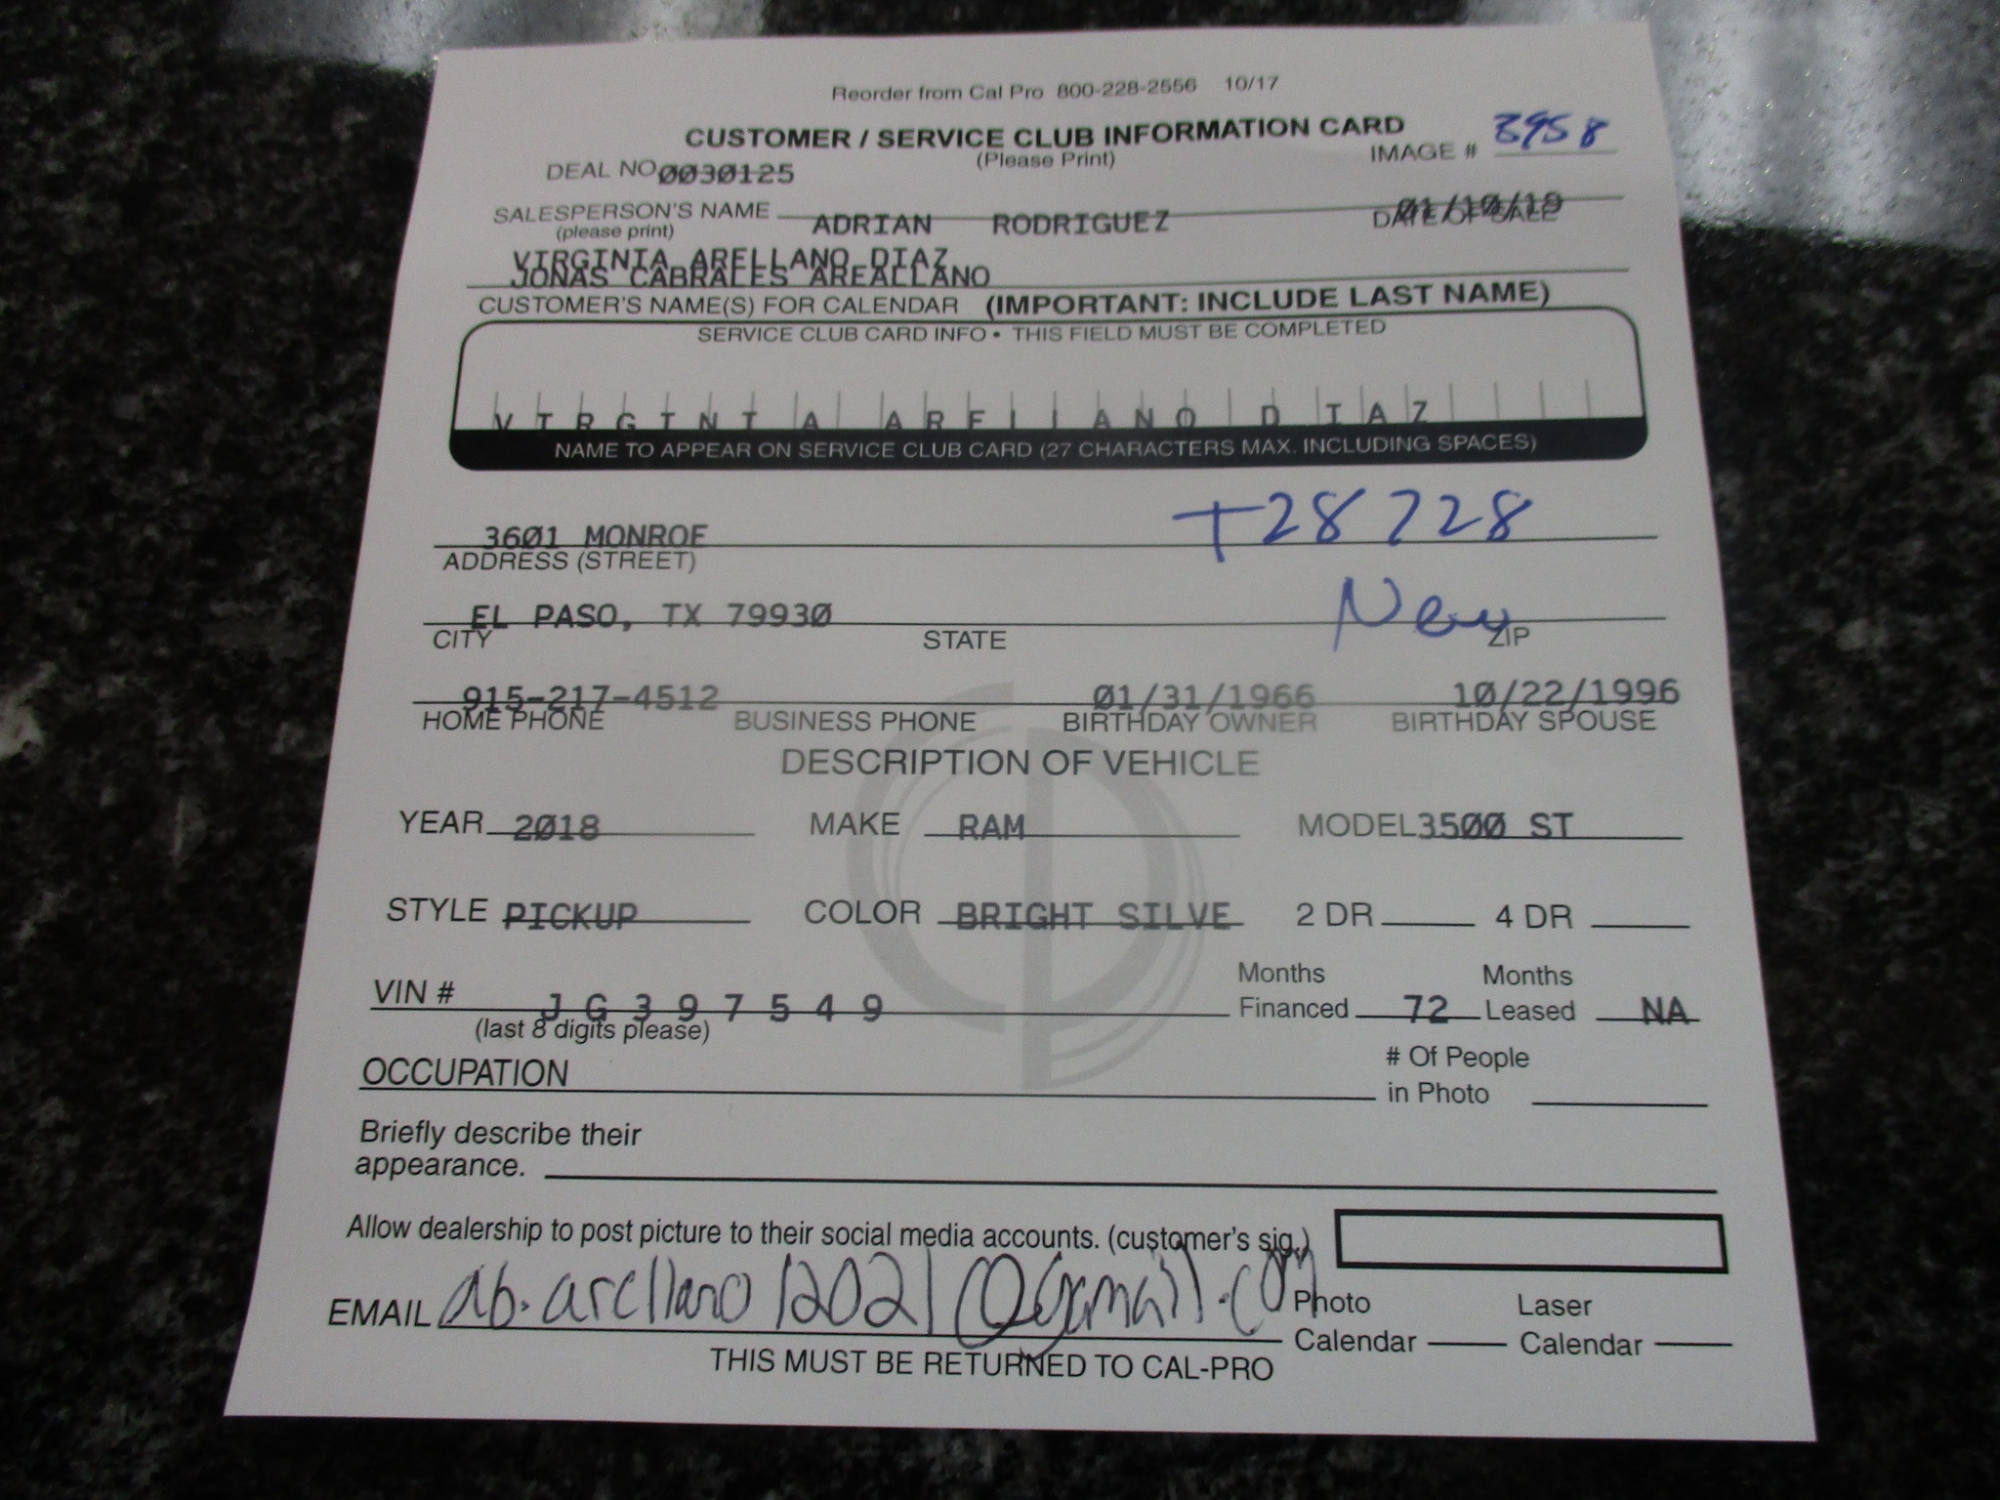 Reorder from Cal Pro 800-228-2556 10/17
CUSTOMER / SERVICE CLUB INFORMATION CARD
(Please Print)
IMAGE # 3958
DEAL NO 0030125
SALESPERSON'S NAME ADRIAN RODRIGUEZ DATE OF SALE 01/10/19
(please print)
VIRGINIA ARELLANO DIAZ
JONAS CABRALES AREALLANO
CUSTOMER'S NAME(S) FOR CALENDAR (IMPORTANT: INCLUDE LAST NAME)
SERVICE CLUB CARD INFO • THIS FIELD MUST BE COMPLETED
VIRGINIA ARELLANO DIAZ
NAME TO APPEAR ON SERVICE CLUB CARD (27 CHARACTERS MAX. INCLUDING SPACES)
3601 MONROE T28728
ADDRESS (STREET)
EL PASO, TX 79930 New
CITY STATE ZIP
915-217-4512 01/31/1966 10/22/1996
HOME PHONE BUSINESS PHONE BIRTHDAY OWNER BIRTHDAY SPOUSE
DESCRIPTION OF VEHICLE
YEAR 2018 MAKE RAM MODEL 3500 ST
STYLE PICKUP COLOR BRIGHT SILVE 2 DR 4 DR
VIN # JG397549 Months Financed 72 Months Leased NA
(last 8 digits please)
OCCUPATION # Of People in Photo
Briefly describe their
appearance.
Allow dealership to post picture to their social media accounts. (customer's sig.)
EMAIL ab.arellano12021@gmail.com Photo Calendar Laser Calendar
THIS MUST BE RETURNED TO CAL-PRO